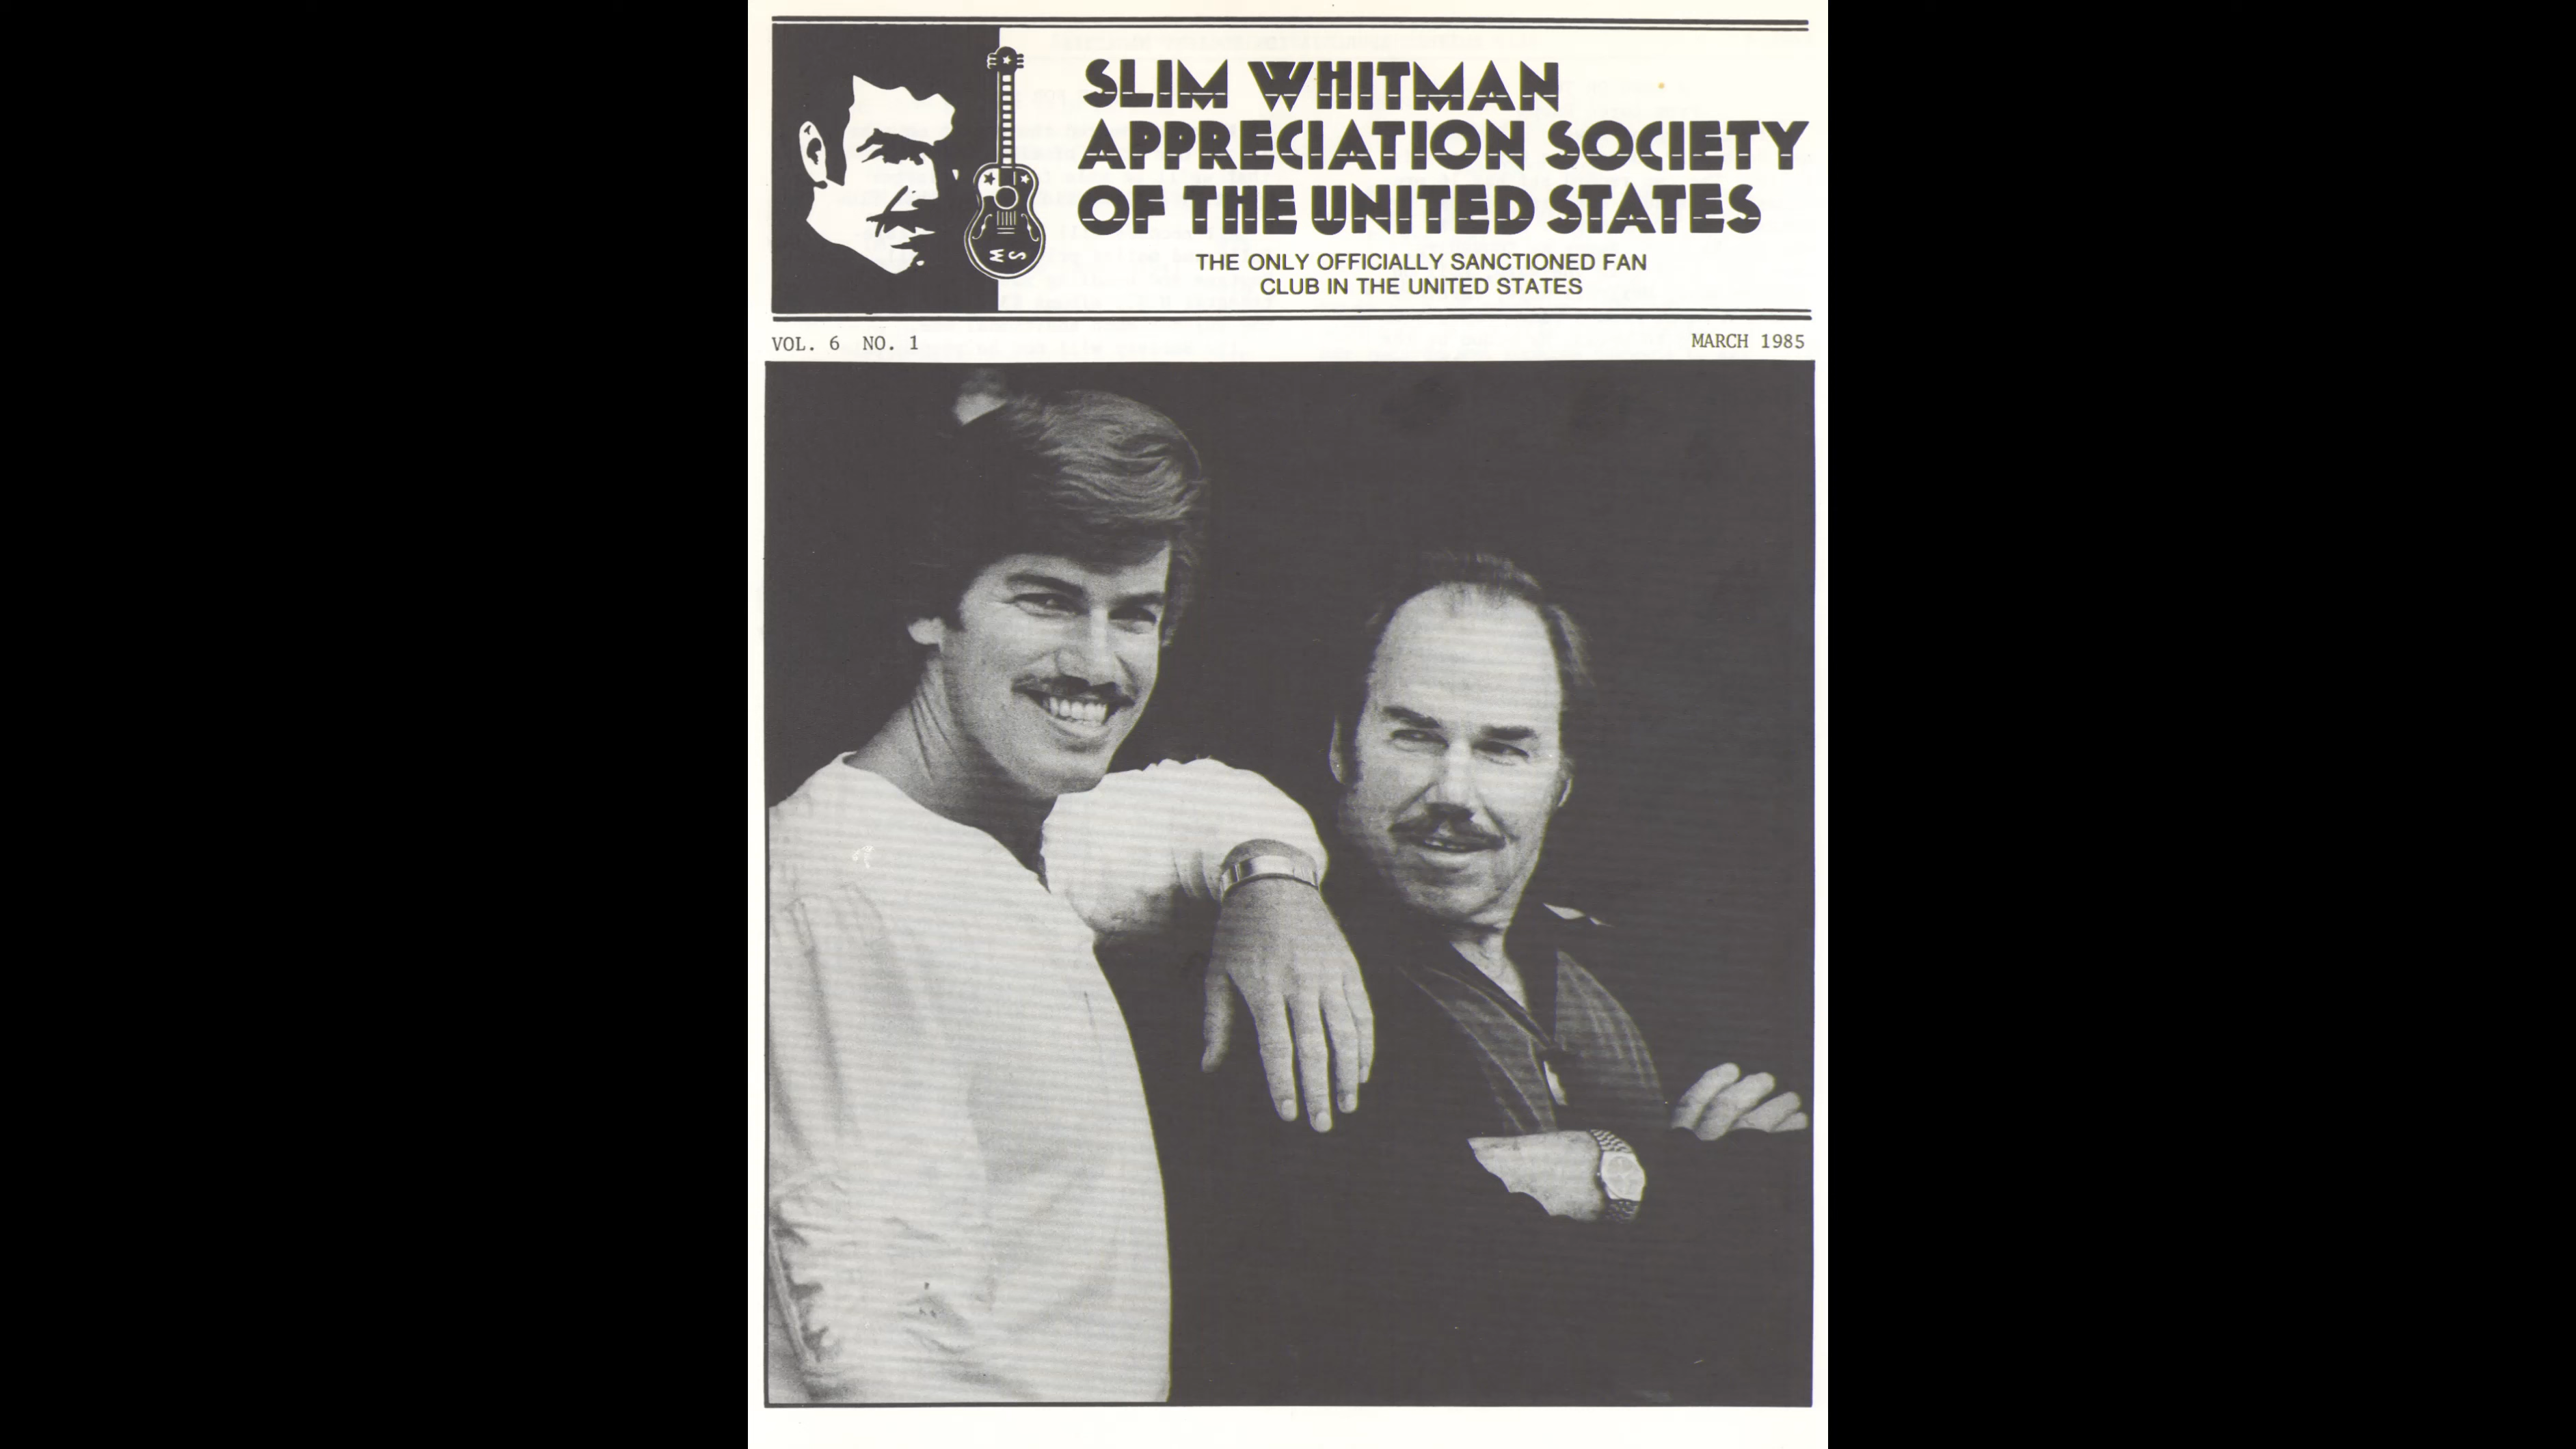 SLIM WHITMAN
APPRECIATION SOCIETY
OF THE UNITED STATES
THE ONLY OFFICIALLY SANCTIONED FAN
CLUB IN THE UNITED STATES
VOL. 6 NO. 1
MARCH 1985
S W